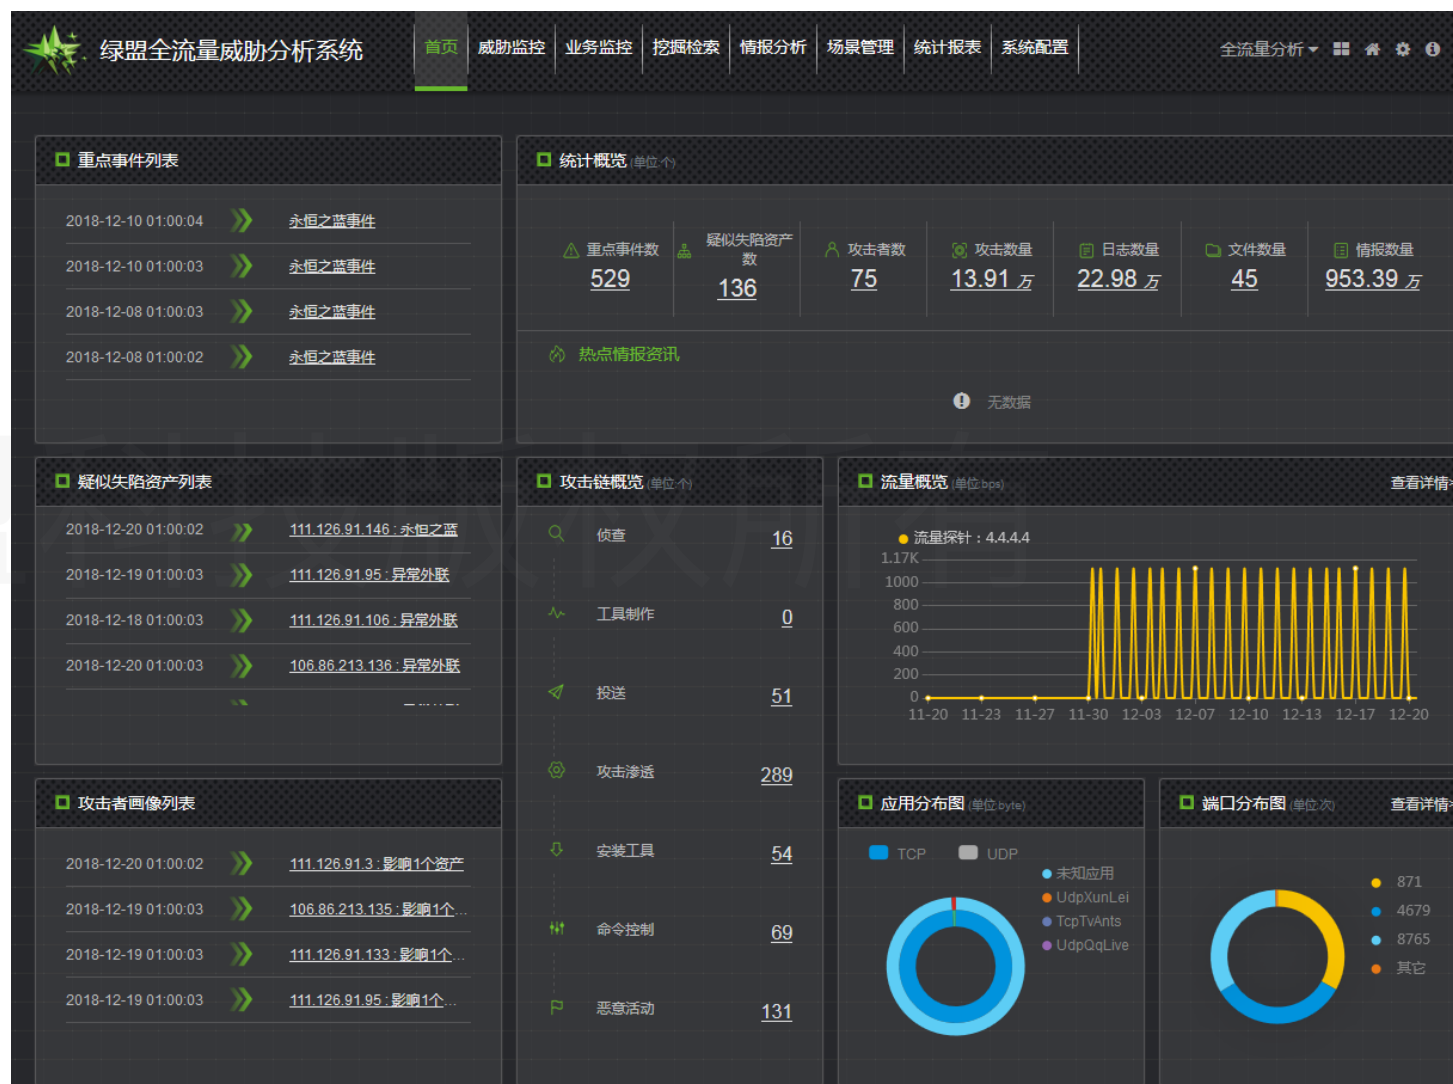 绿盟全流量威胁分析系统
首页 威胁监控 业务监控 挖掘检索 情报分析 场景管理 统计报表 系统配置
全流量分析
重点事件列表
2018-12-10 01:00:04 永恒之蓝事件
2018-12-10 01:00:03 永恒之蓝事件
2018-12-08 01:00:03 永恒之蓝事件
2018-12-08 01:00:02 永恒之蓝事件
统计概览 (单位:个)
重点事件数
529
疑似失陷资产
数
136
攻击者数
75
攻击数量
13.91 万
日志数量
22.98 万
文件数量
45
情报数量
953.39 万
热点情报资讯
无数据
疑似失陷资产列表
2018-12-20 01:00:02 111.126.91.146 : 永恒之蓝
2018-12-19 01:00:03 111.126.91.95 : 异常外联
2018-12-18 01:00:03 111.126.91.106 : 异常外联
2018-12-20 01:00:03 106.86.213.136 : 异常外联
攻击链概览 (单位:个)
侦查 16
工具制作 0
投送 51
攻击渗透 289
安装工具 54
命令控制 69
恶意活动 131
流量概览 (单位:bps) 查看详情
流量探针：4.4.4.4
1.17K
1000
800
600
400
200
0
11-20 11-23 11-27 11-30 12-03 12-07 12-10 12-13 12-17 12-20
攻击者画像列表
2018-12-20 01:00:02 111.126.91.3 : 影响1个资产
2018-12-19 01:00:03 106.86.213.135 : 影响1个...
2018-12-19 01:00:03 111.126.91.133 : 影响1个...
2018-12-19 01:00:03 111.126.91.95 : 影响1个...
应用分布图 (单位:byte)
TCP UDP
未知应用
UdpXunLei
TcpTvAnts
UdpQqLive
端口分布图 (单位:次) 查看详情
871
4679
8765
其它
科技版权所有